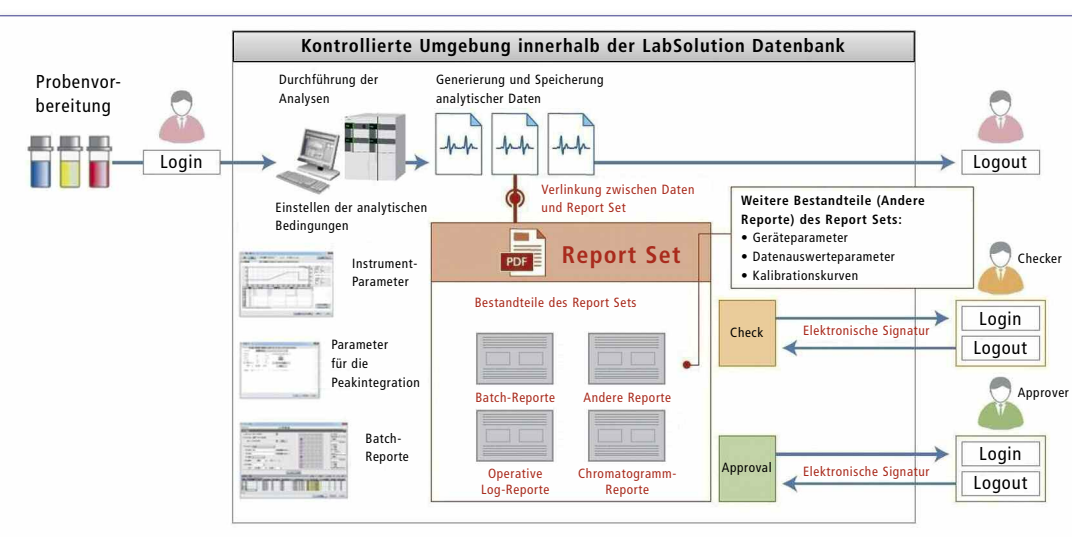 Kontrollierte Umgebung innerhalb der LabSolution Datenbank
Probenvor-
bereitung
Login
Durchführung der
Analysen
Generierung und Speicherung
analytischer Daten
Logout
Einstellen der analytischen
Bedingungen
Verlinkung zwischen Daten
und Report Set
Weitere Bestandteile (Andere
Reporte) des Report Sets:
• Geräteparameter
• Datenauswerteparameter
• Kalibrationskurven
PDF
Report Set
Instrument-
Parameter
Bestandteile des Report Sets
Parameter
für die
Peakintegration
Batch-Reporte
Andere Reporte
Batch-
Reporte
Operative
Log-Reporte
Chromatogramm-
Reporte
Checker
Check
Elektronische Signatur
Login
Logout
Approver
Approval
Elektronische Signatur
Login
Logout